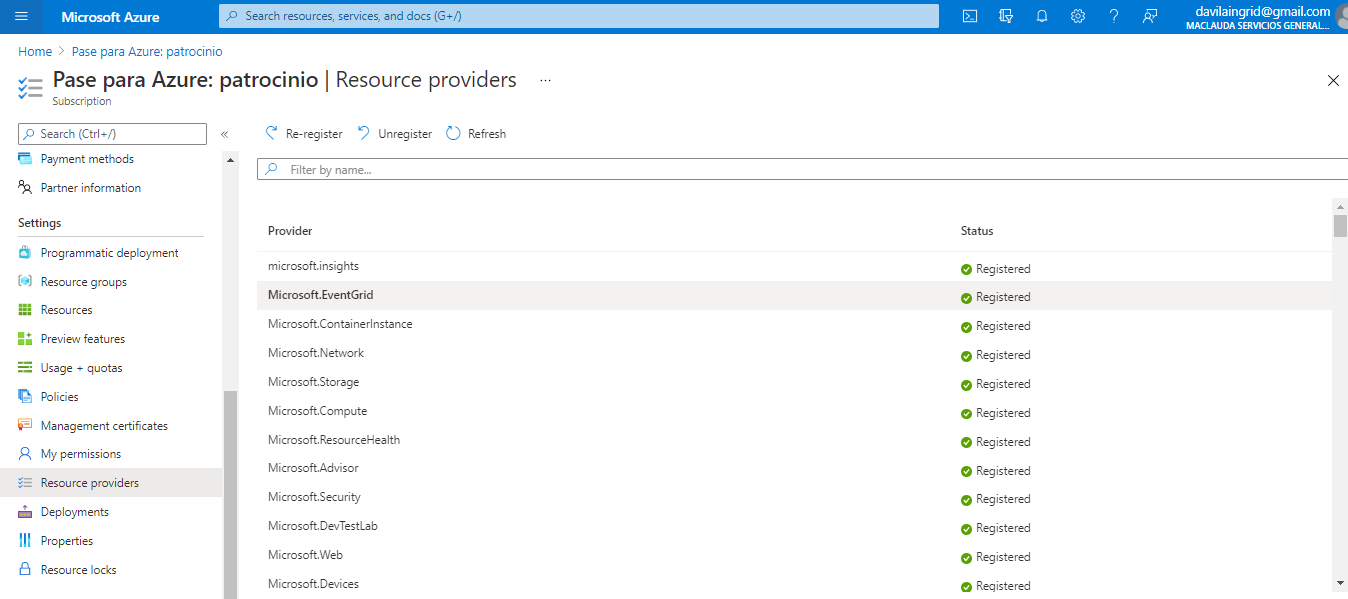 Microsoft Azure
Search resources, services, and docs (G+/)
davilaingrid@gmail.com
MACLAUDA SERVICIOS GENERAL...
Home > Pase para Azure: patrocinio
Pase para Azure: patrocinio | Resource providers ...
Subscription
Search (Ctrl+/)
«
Payment methods
Partner information
Settings
Programmatic deployment
Resource groups
Resources
Preview features
Usage + quotas
Policies
Management certificates
My permissions
Resource providers
Deployments
Properties
Resource locks
Re-register Unregister Refresh
Filter by name...
Provider Status
microsoft.insights Registered
Microsoft.EventGrid Registered
Microsoft.ContainerInstance Registered
Microsoft.Network Registered
Microsoft.Storage Registered
Microsoft.Compute Registered
Microsoft.ResourceHealth Registered
Microsoft.Advisor Registered
Microsoft.Security Registered
Microsoft.DevTestLab Registered
Microsoft.Web Registered
Microsoft.Devices Registered